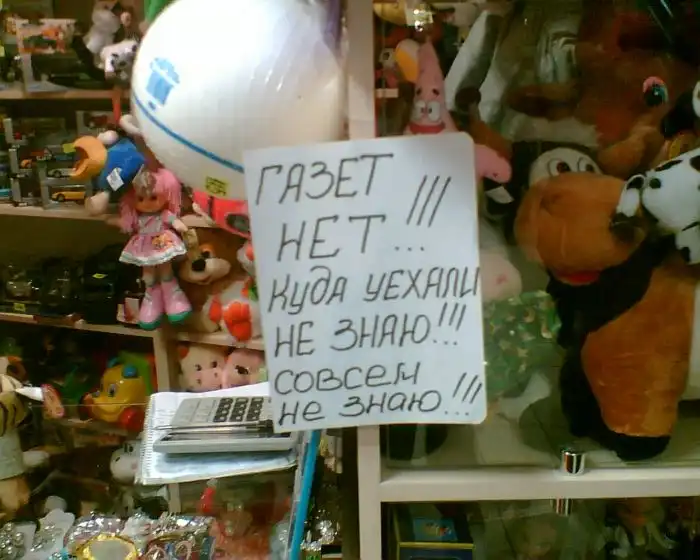 ГАЗЕТ
НЕТ...!!!
КУДА УЕХАЛИ
НЕ ЗНАЮ!!!
СОВСЕМ
НЕ ЗНАЮ!!!